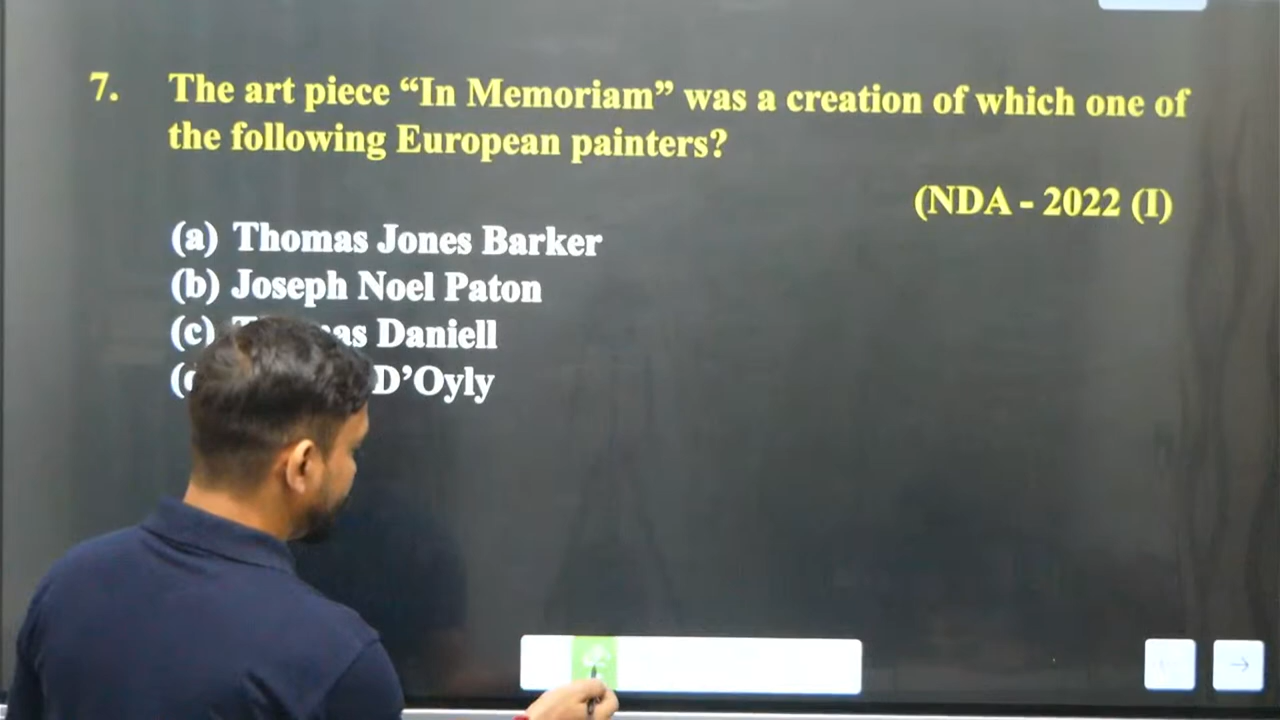 7. The art piece “In Memoriam” was a creation of which one of
the following European painters?
(NDA - 2022 (I)
(a) Thomas Jones Barker
(b) Joseph Noel Paton
(c) Daniell
D’Oyly